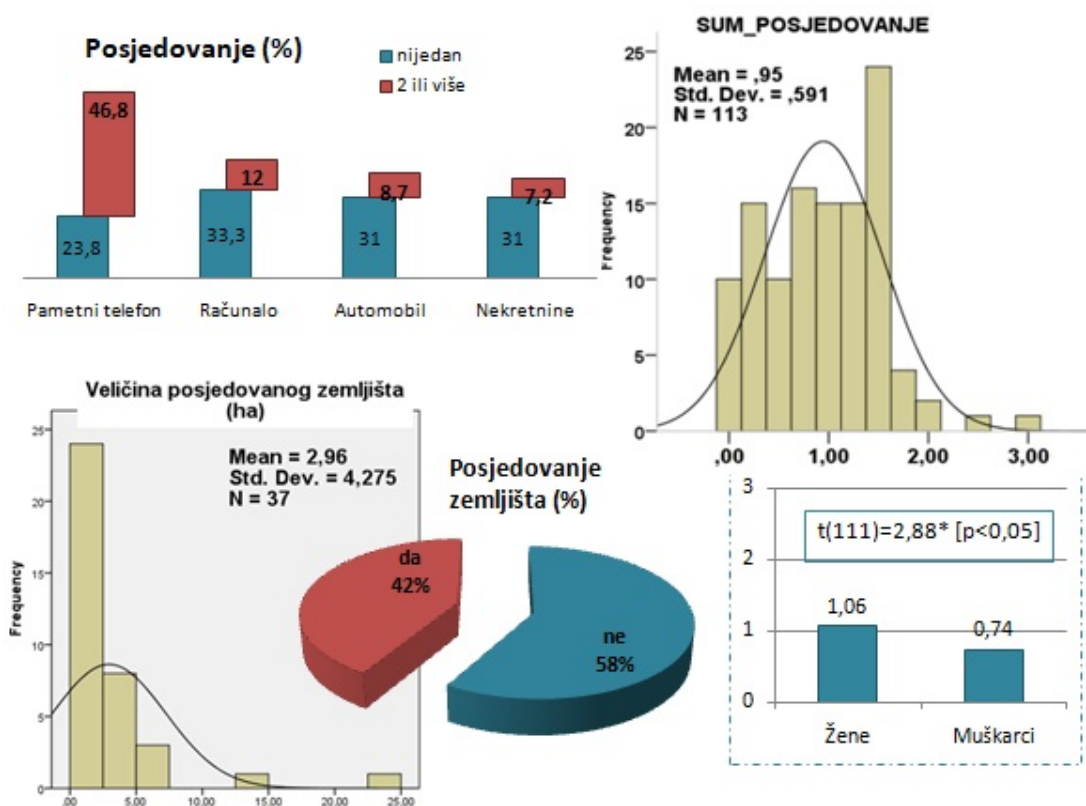 Posjedovanje (%)
nijedan
2 ili više
46,8
12
8,7
7,2
23,8
33,3
31
31
Pametni telefon
Računalo
Automobil
Nekretnine
SUM_POSJEDOVANJE
Mean = ,95
Std. Dev. = ,591
N = 113
Frequency
25
20
15
10
5
0
,00
1,00
2,00
3,00
Veličina posjedovanog zemljišta
(ha)
Mean = 2,96
Std. Dev. = 4,275
N = 37
Frequency
25
20
15
10
5
0
,00
5.00
10.00
15.00
20.00
25.00
Posjedovanje
zemljišta (%)
da
42%
ne
58%
t(111)=2,88* [p<0,05]
3
2
1
0
1,06
0,74
Žene
Muškarci